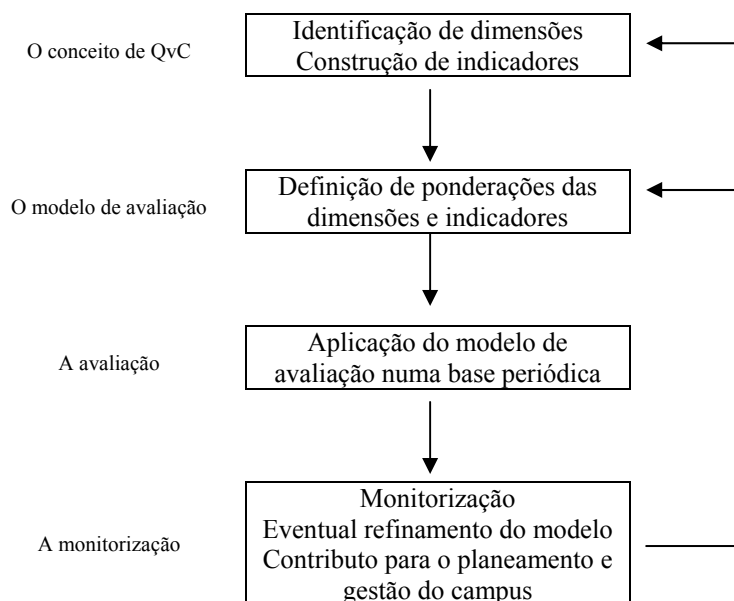 O conceito de QvC
Identificação de dimensões
Construção de indicadores
O modelo de avaliação
Definição de ponderações das
dimensões e indicadores
A avaliação
Aplicação do modelo de
avaliação numa base periódica
A monitorização
Monitorização
Eventual refinamento do modelo
Contributo para o planeamento e
gestão do campus